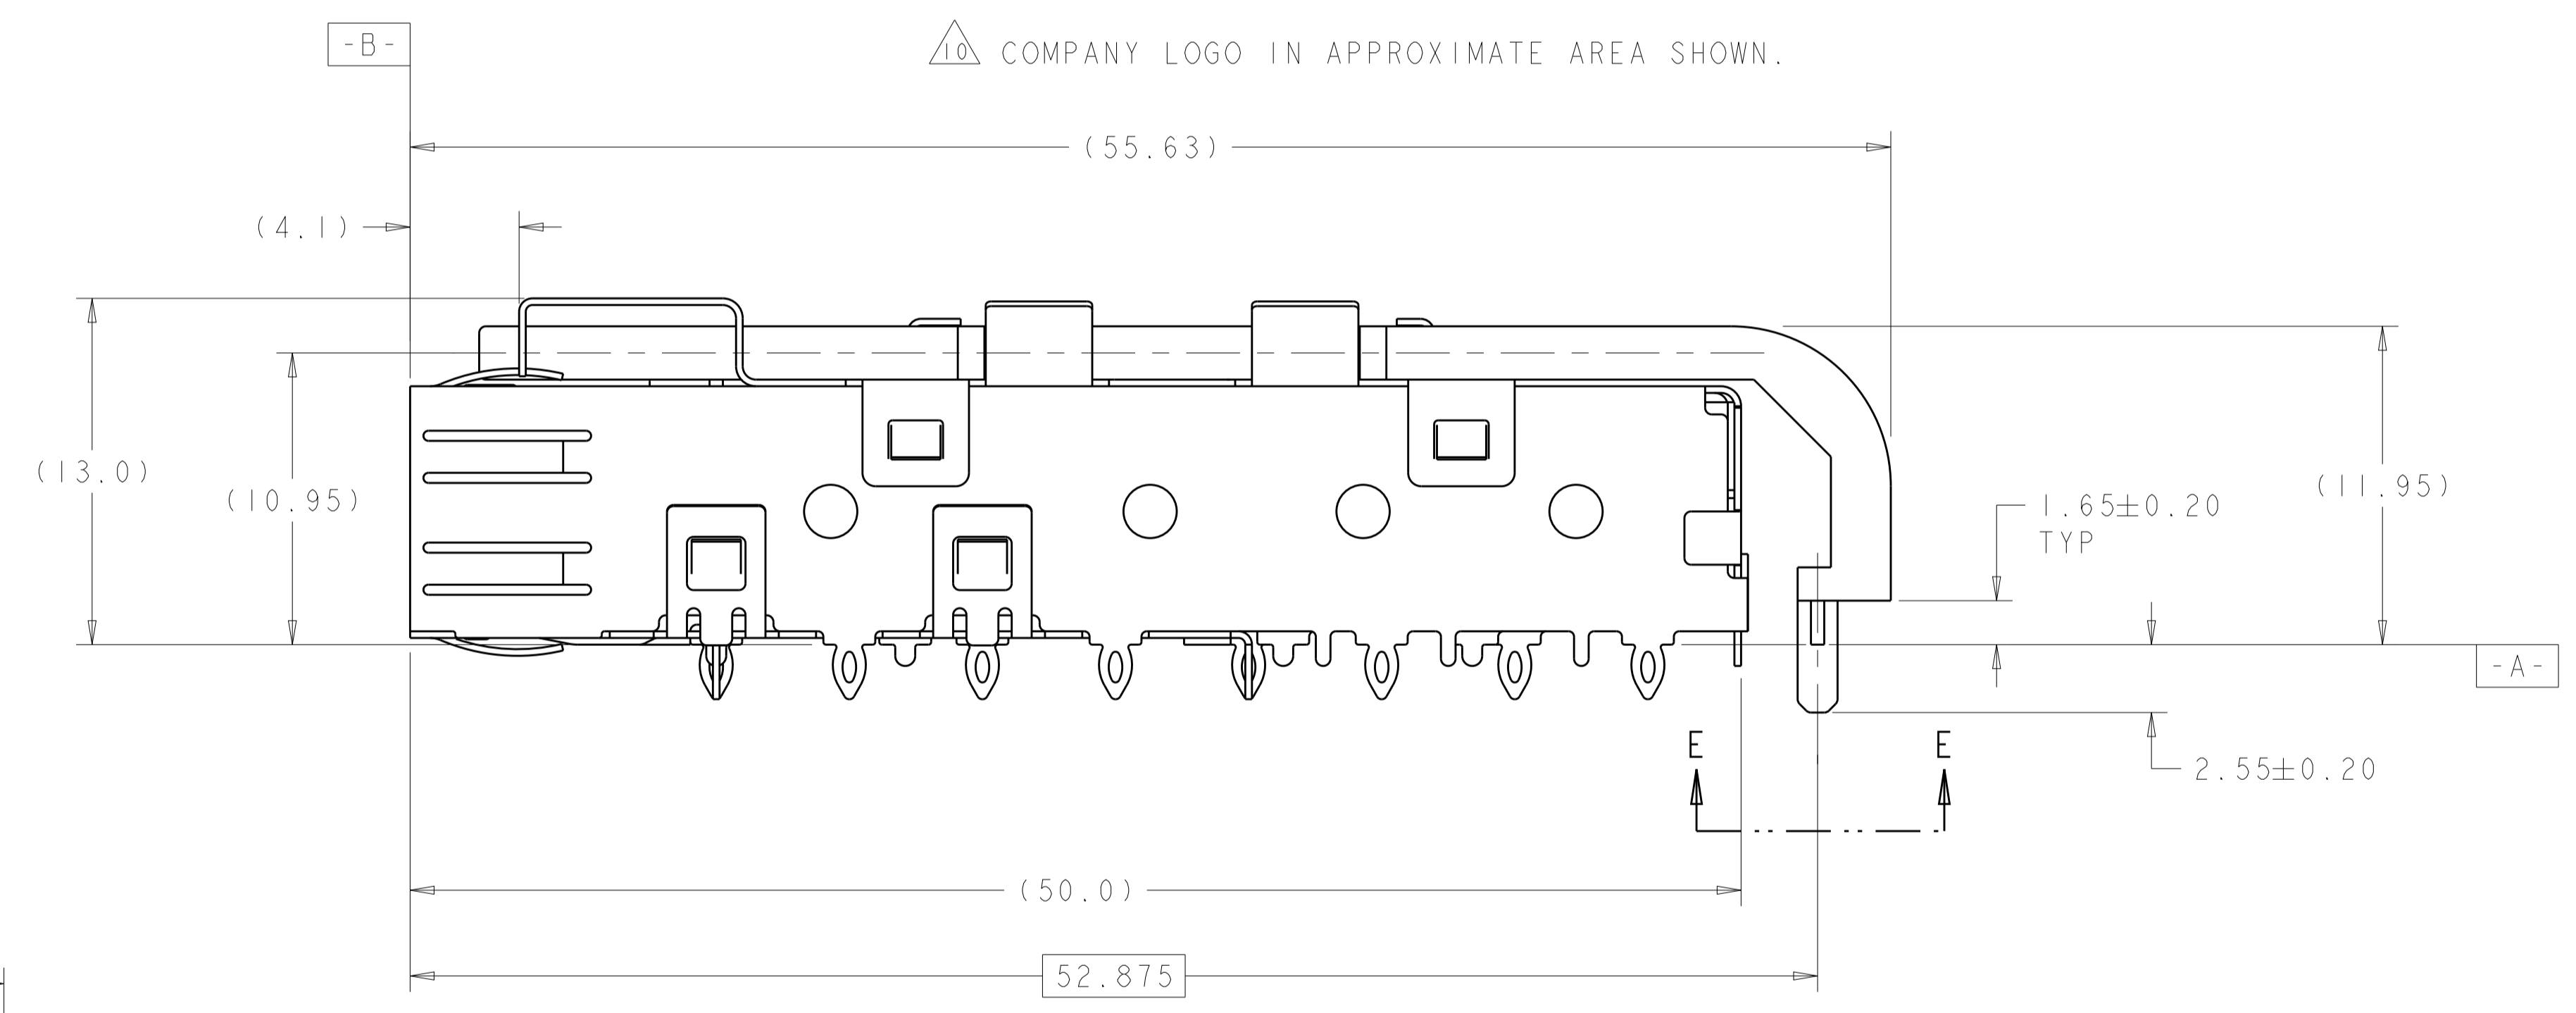 -B-
10 COMPANY LOGO IN APPROXIMATE AREA SHOWN.
(55.63)
(4.1)
(13.0)
(10.95)
(11.95)
1.65±0.20
TYP
-A-
E E
2.55±0.20
(50.0)
52.875